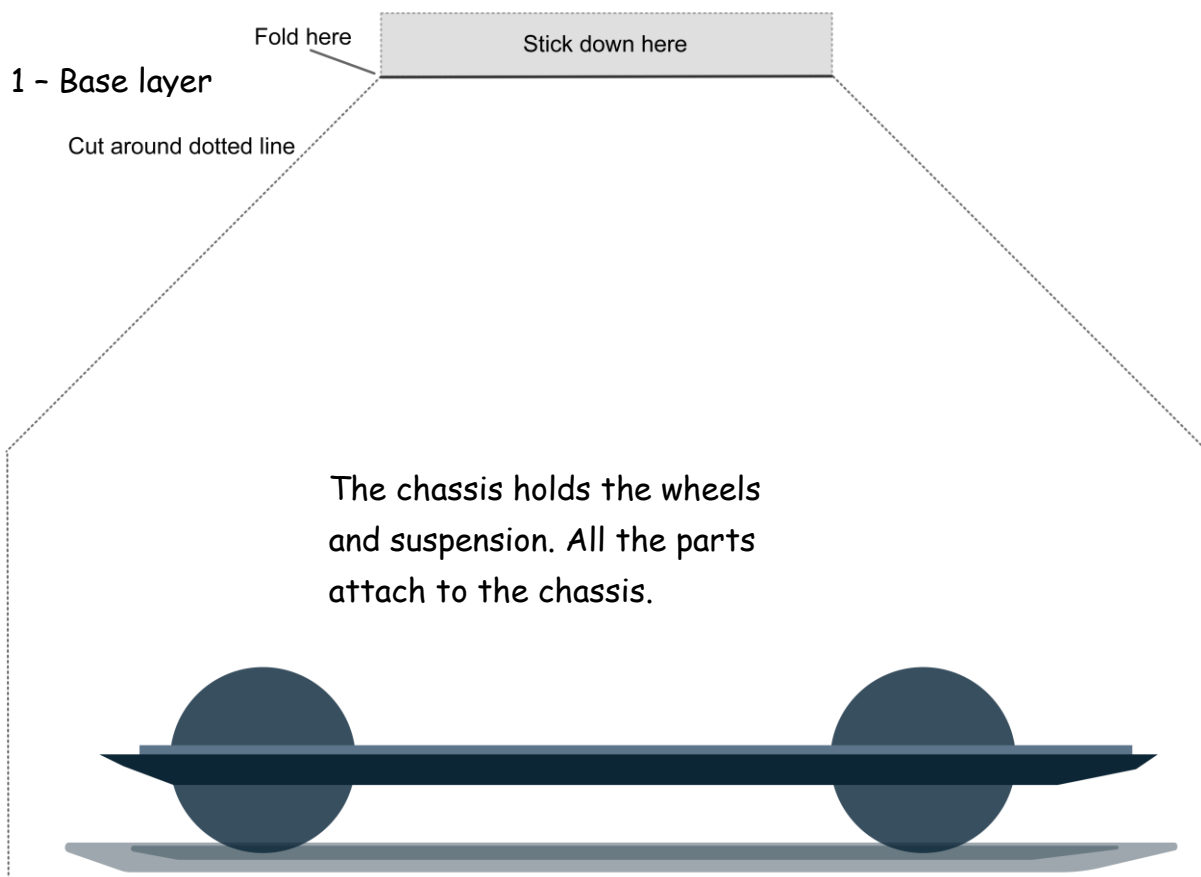 Fold here
Stick down here
1 – Base layer
Cut around dotted line
The chassis holds the wheels
and suspension. All the parts
attach to the chassis.